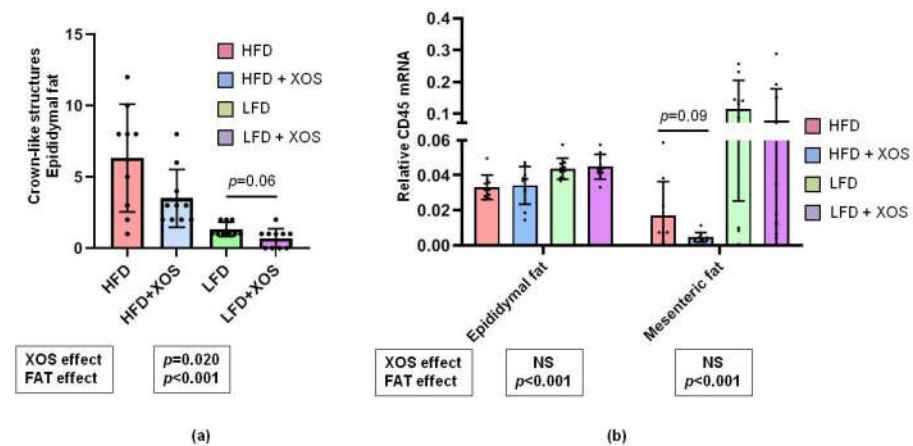 Crown-like structures
Epididymal fat
15
10
5
0
HFD
HFD + XOS
LFD
LFD + XOS
p=0.06
HFD
HFD+XOS
LFD
LFD+XOS
XOS effect
FAT effect
p=0.020
p<0.001
(a)
Relative CD45 mRNA
0.4
0.3
0.2
0.1
0.06
0.04
0.02
0.00
p=0.09
HFD
HFD + XOS
LFD
LFD + XOS
Epididymal fat
Mesenteric fat
XOS effect
FAT effect
NS
p<0.001
NS
p<0.001
(b)